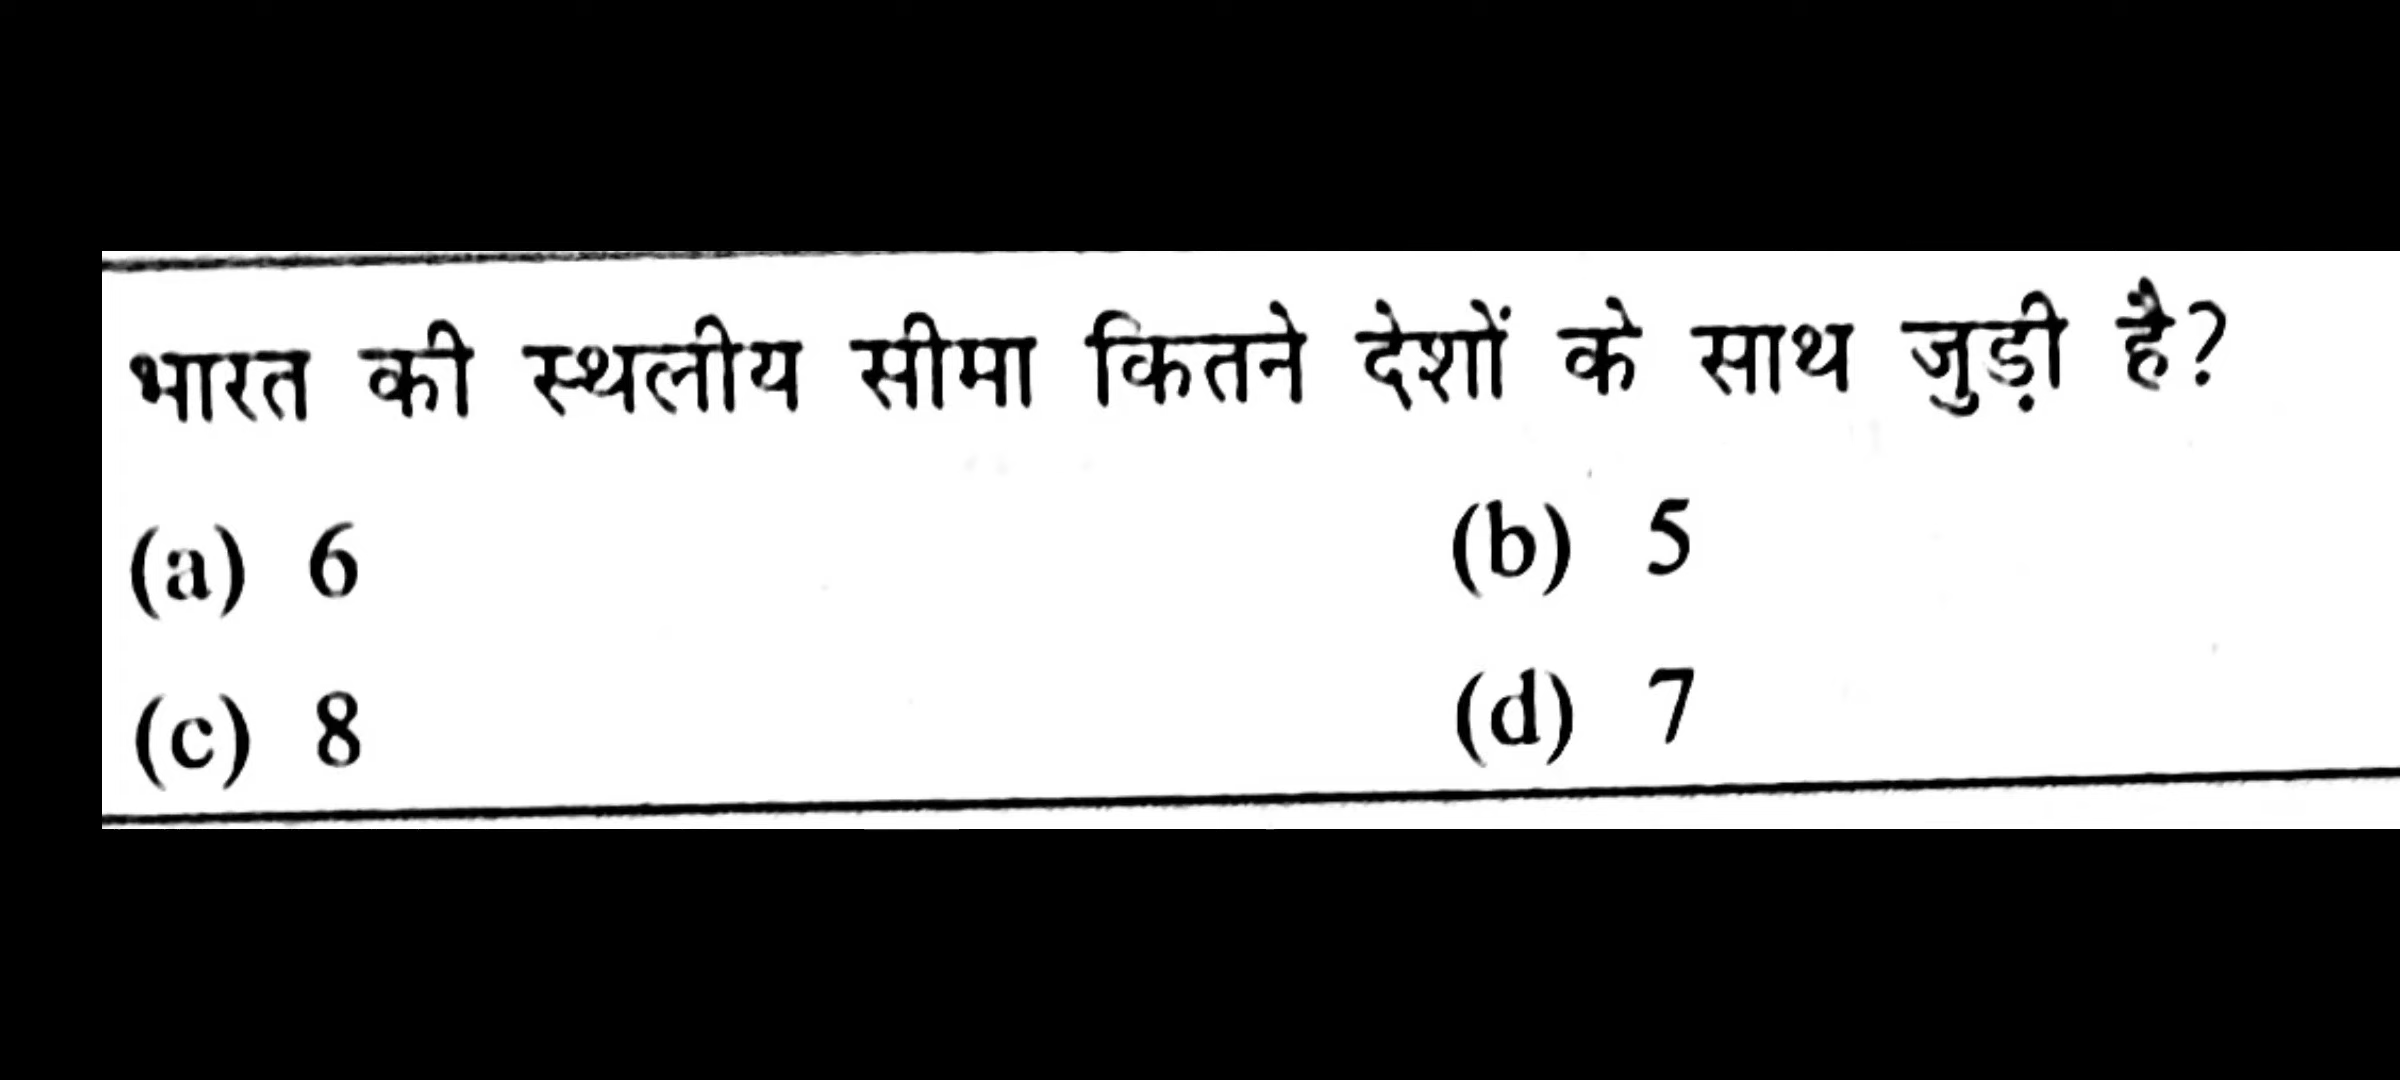 भारत की स्थलीय सीमा कितने देशों के साथ जुड़ी है?
(a) 6 (b) 5
(c) 8 (d) 7